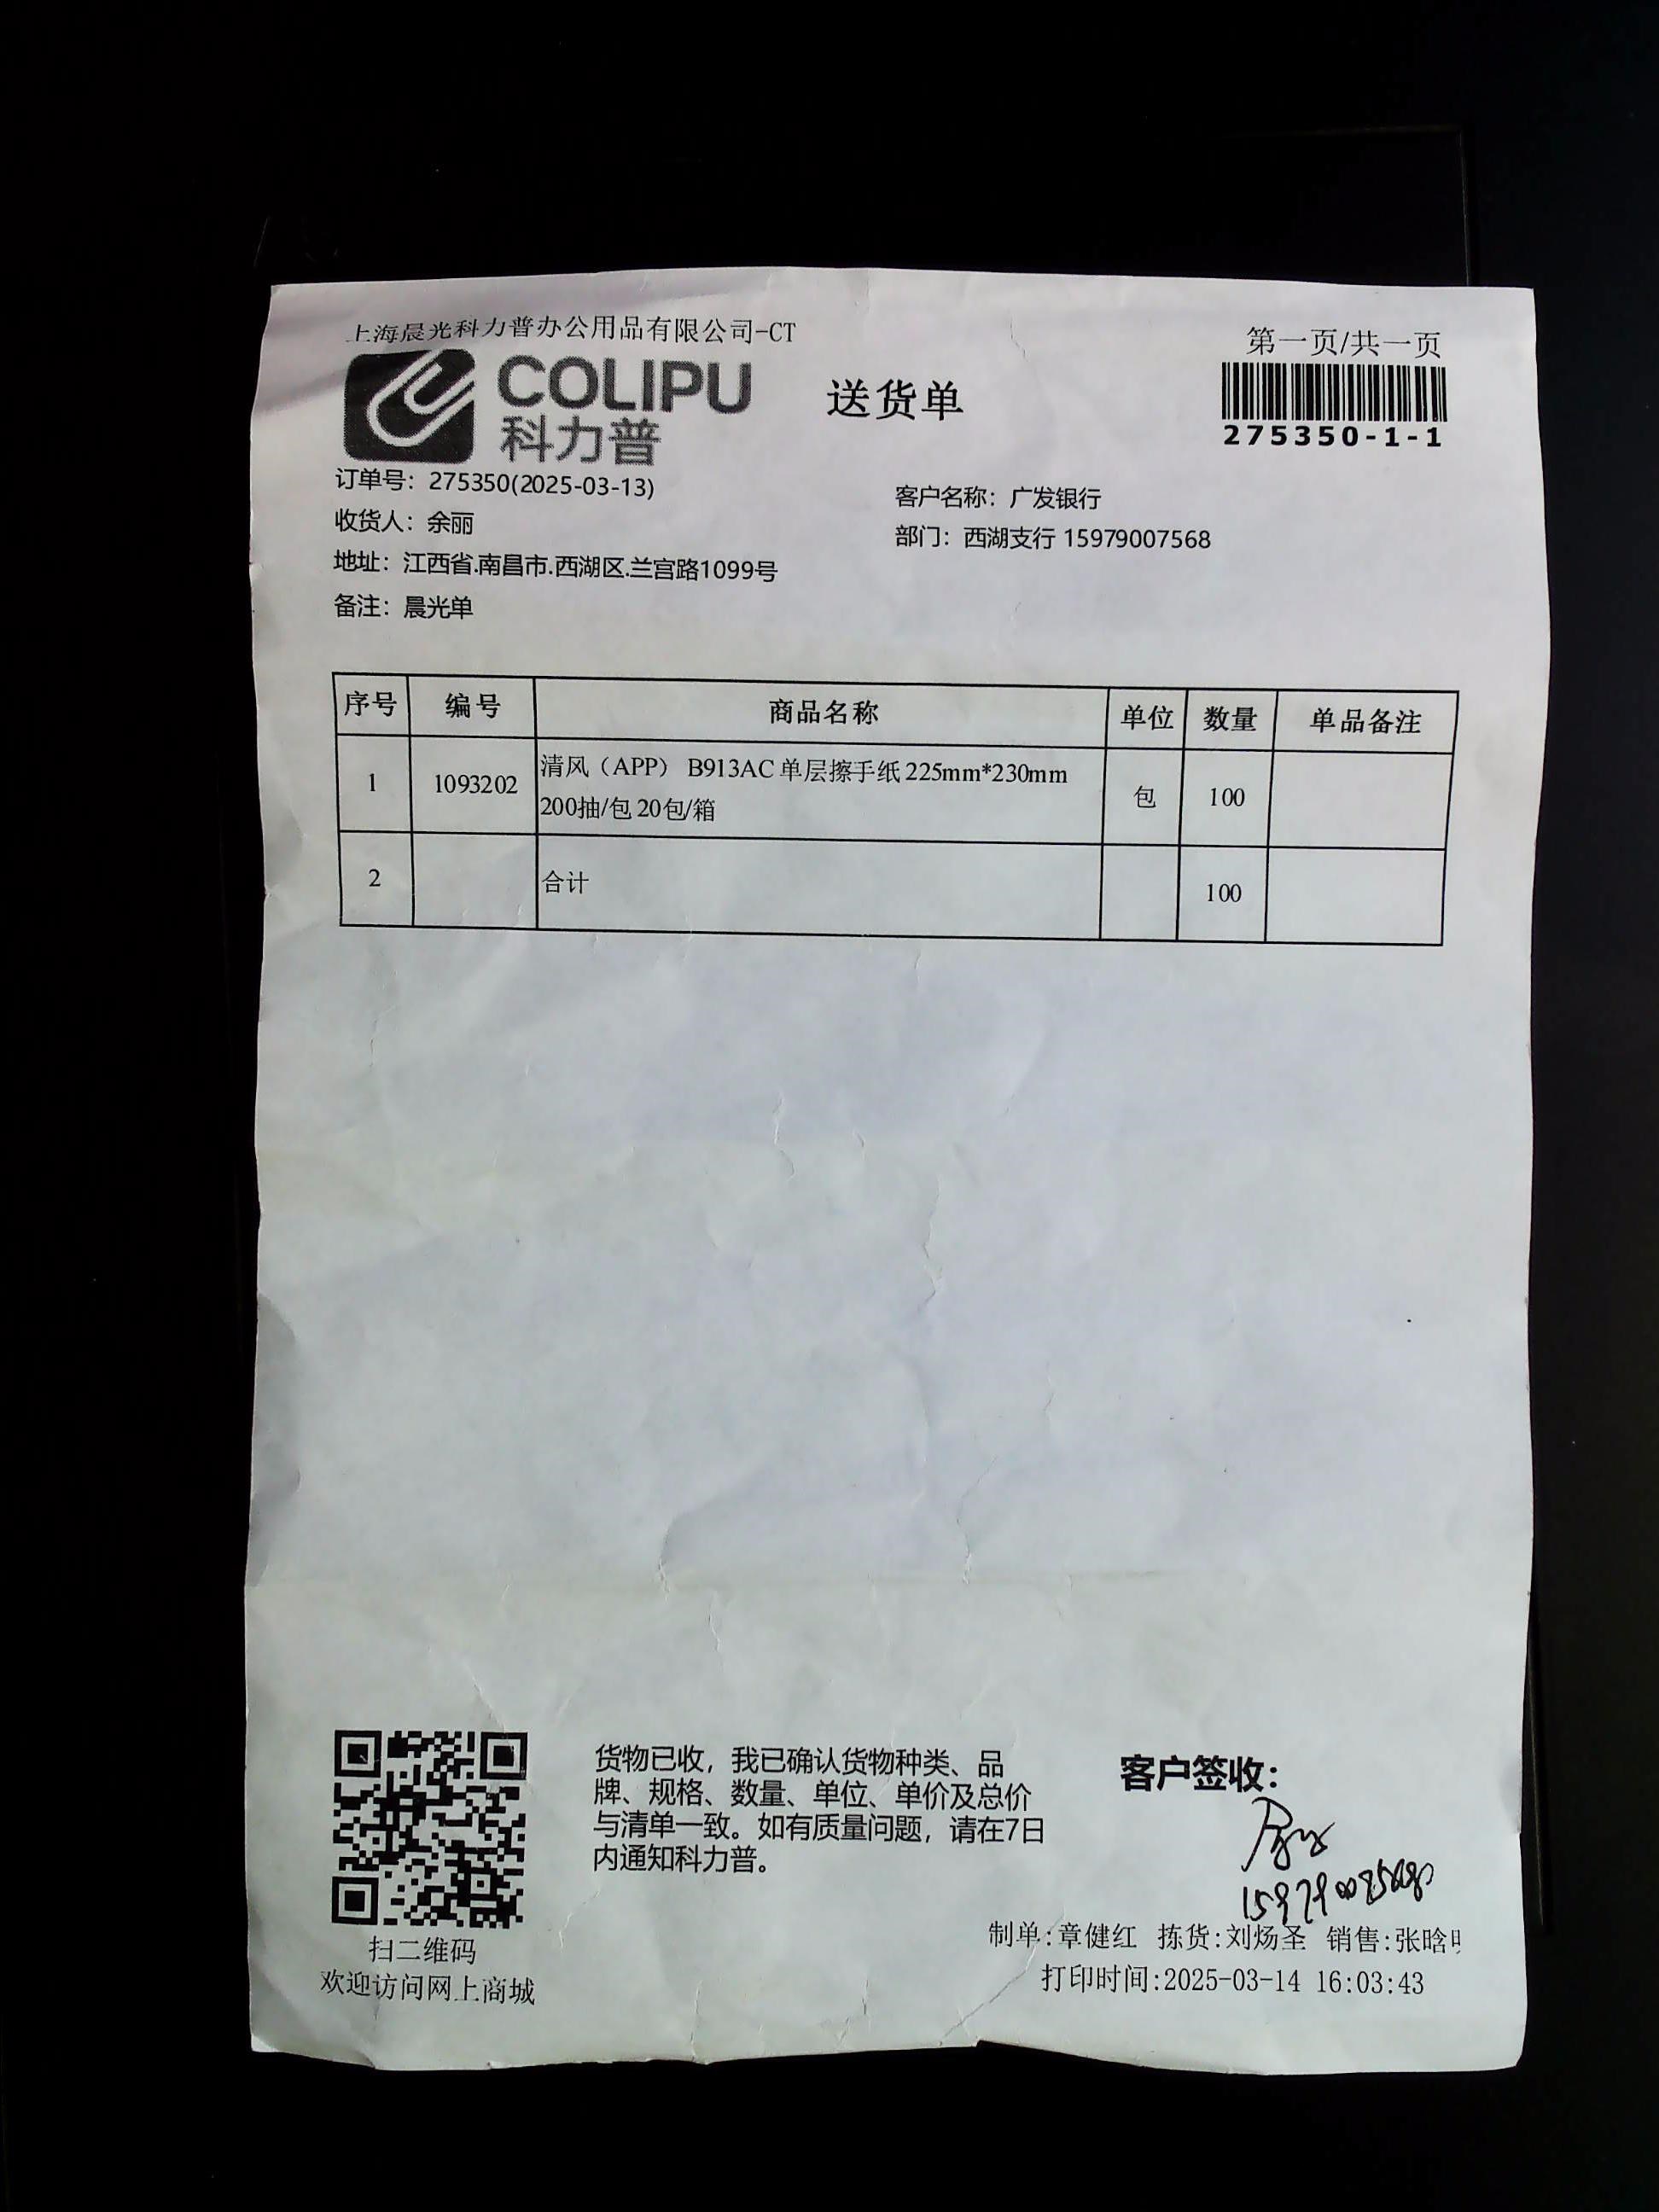 上海晨光科力普办公用品有限公司-CT
第一页/共一页
COLIPU
科力普
送货单
275350-1-1
订单号：275350(2025-03-13)
客户名称：广发银行
收货人：余丽
部门：西湖支行 15979007568
地址：江西省.南昌市.西湖区.兰宫路1099号
备注：晨光单
序号 编号 商品名称 单位 数量 单品备注
1 1093202 清风（APP） B913AC 单层擦手纸 225mm*230mm
200抽/包 20包/箱 包 100
2 合计 100
货物已收，我已确认货物种类、品
牌、规格、数量、单位、单价及总价
与清单一致。如有质量问题，请在7日
内通知科力普。
客户签收：
扫二维码
欢迎访问网上商城
制单:章健红 拣货:刘炀圣 销售:张晗
打印时间:2025-03-14 16:03:43